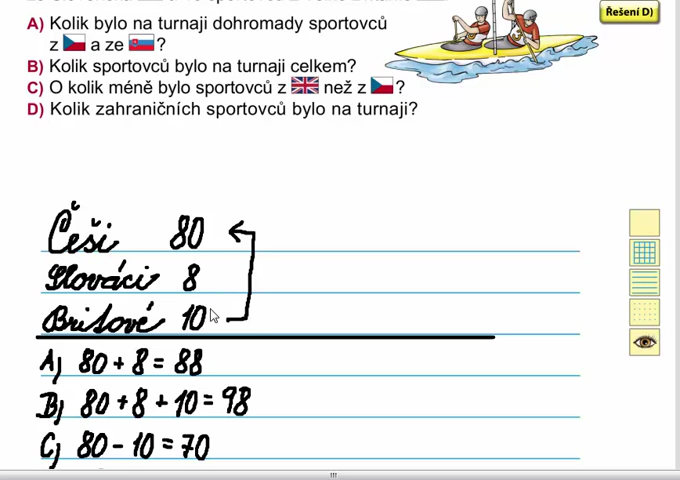 A) Kolik bylo na turnaji dohromady sportovců
z a ze ?
B) Kolik sportovců bylo na turnaji celkem?
C) O kolik méně bylo sportovců z než z ?
D) Kolik zahraničních sportovců bylo na turnaji?
Řešení D)
Češi 80
Slováci 8
Britové 10
A) 80 + 8 = 88
B) 80 + 8 + 10 = 98
C) 80 - 10 = 70